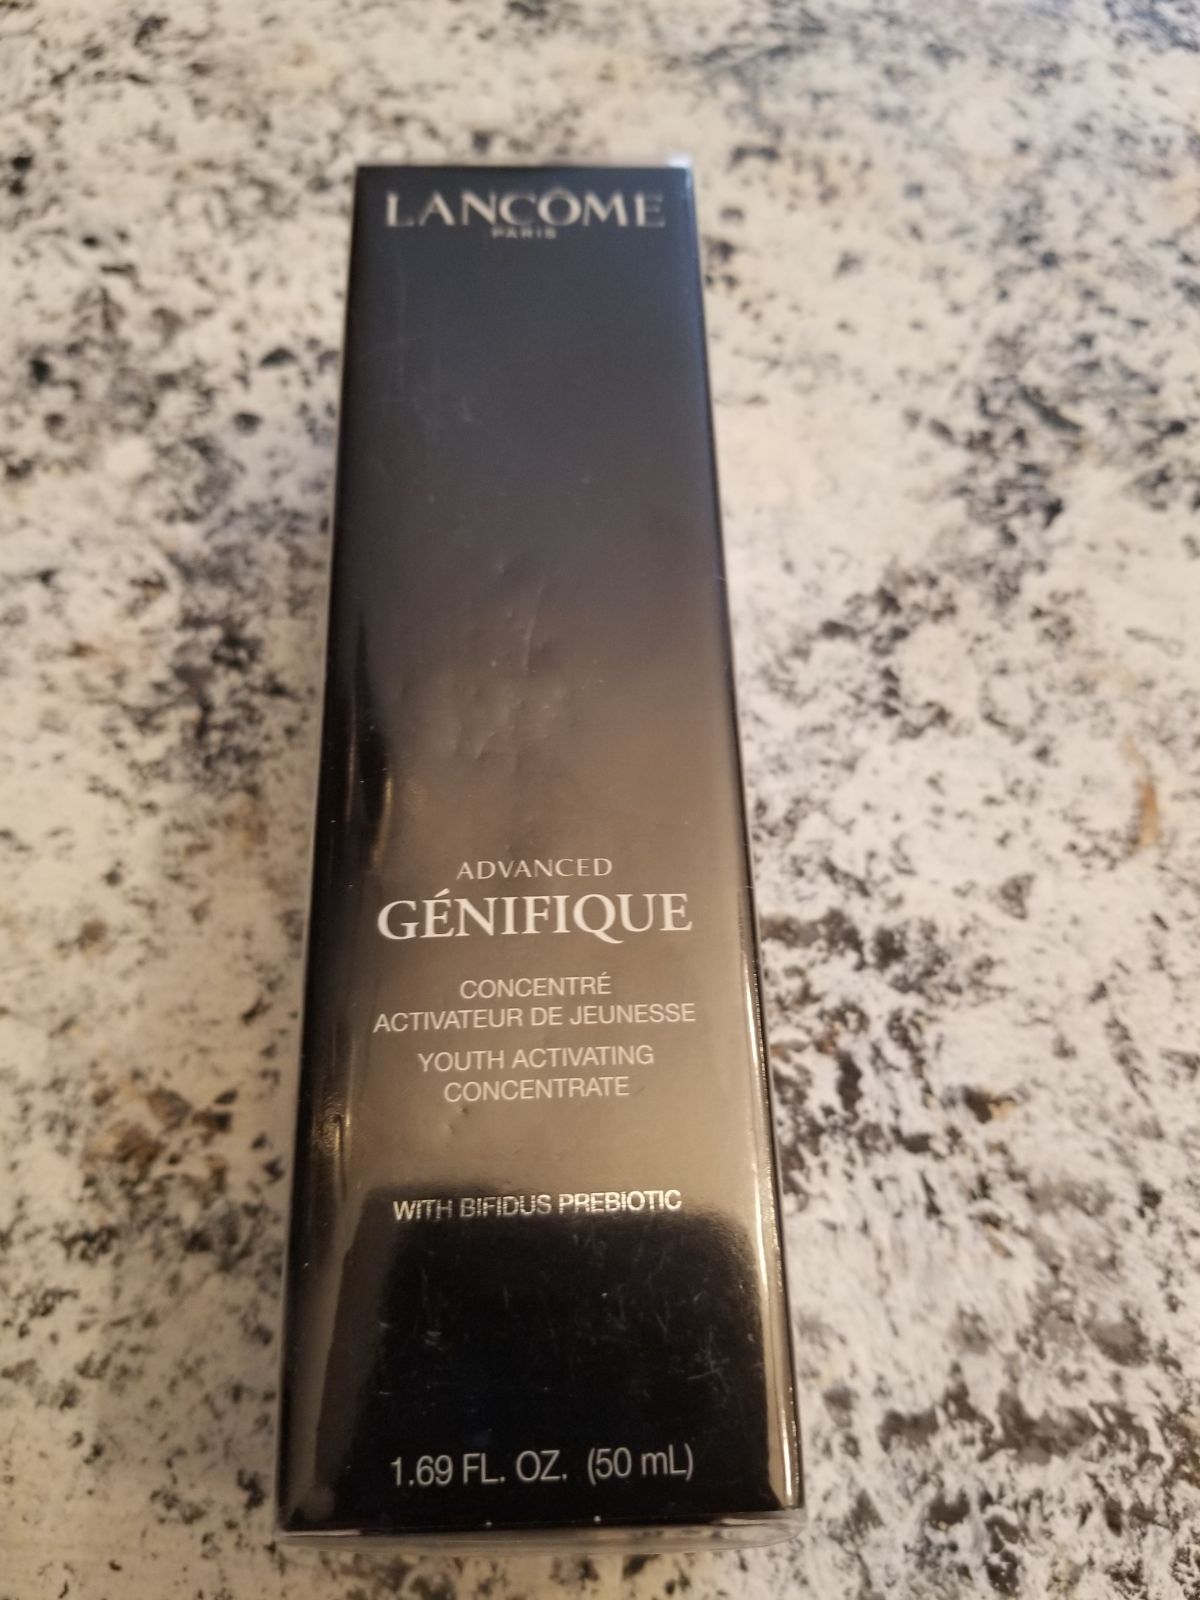 LANCÔME
PARIS
ADVANCED
GÉNIFIQUE
CONCENTRÉ
ACTIVATEUR DE JEUNESSE
YOUTH ACTIVATING
CONCENTRATE
WITH BIFIDUS PREBIOTIC
1.69 FL. OZ. (50 mL)